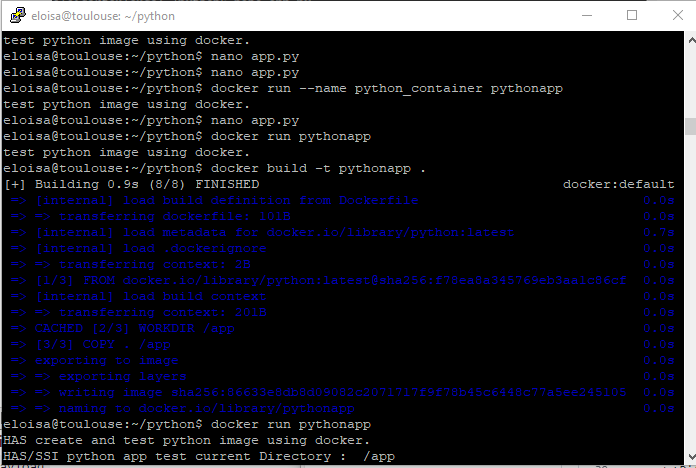 eloisa@toulouse: ~/python
test python image using docker.
eloisa@toulouse:~/python$ nano app.py
eloisa@toulouse:~/python$ nano app.py
eloisa@toulouse:~/python$ docker run --name python_container pythonapp
test python image using docker.
eloisa@toulouse:~/python$ nano app.py
eloisa@toulouse:~/python$ docker run pythonapp
test python image using docker.
eloisa@toulouse:~/python$ docker build -t pythonapp .
[+] Building 0.9s (8/8) FINISHED docker:default
=> [internal] load build definition from Dockerfile 0.0s
=> => transferring dockerfile: 101B 0.0s
=> [internal] load metadata for docker.io/library/python:latest 0.7s
=> [internal] load .dockerignore 0.0s
=> => transferring context: 2B 0.0s
=> [1/3] FROM docker.io/library/python:latest@sha256: 0.0s
=> [internal] load build context 0.0s
=> => transferring context: 201B 0.0s
=> CACHED [2/3] WORKDIR /app 0.0s
=> [3/3] COPY . /app 0.0s
=> exporting to image 0.0s
=> => exporting layers 0.0s
=> => writing image 0.0s
=> => naming to docker.io/library/pythonapp 0.0s
eloisa@toulouse:~/python$ docker run pythonapp
HAS create and test python image using docker.
HAS/SSI python app test current Directory : /app